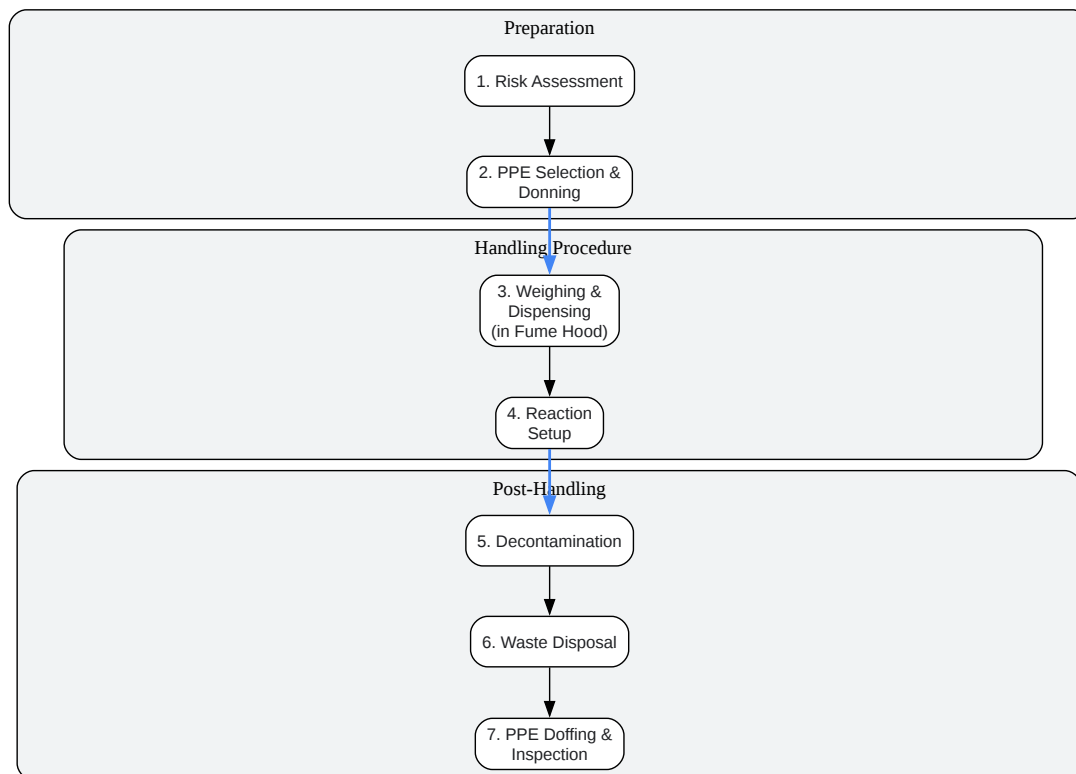 Preparation
1. Risk Assessment
2. PPE Selection &
Donning
Handling Procedure
3. Weighing &
Dispensing
(in Fume Hood)
4. Reaction
Setup
Post-Handling
5. Decontamination
6. Waste Disposal
7. PPE Doffing &
Inspection